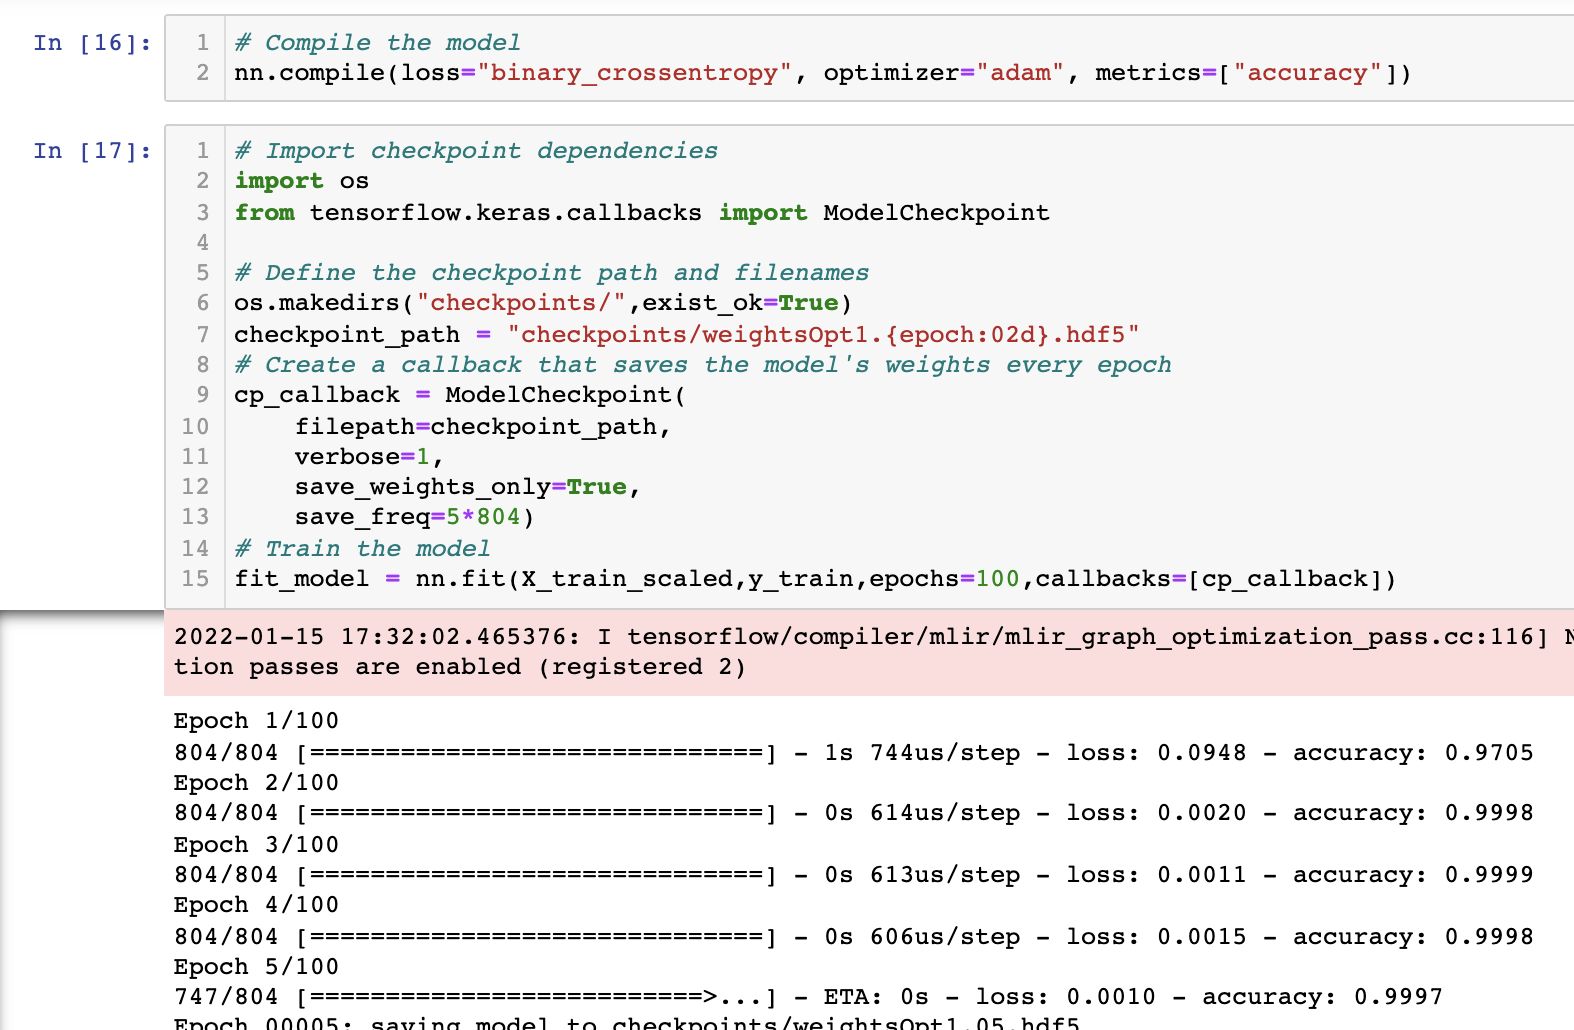 In [16]:
1 # Compile the model
2 nn.compile(loss="binary_crossentropy", optimizer="adam", metrics=["accuracy"])
In [17]:
1 # Import checkpoint dependencies
2 import os
3 from tensorflow.keras.callbacks import ModelCheckpoint
4
5 # Define the checkpoint path and filenames
6 os.makedirs("checkpoints/",exist_ok=True)
7 checkpoint_path = "checkpoints/weightsOpt1.{epoch:02d}.hdf5"
8 # Create a callback that saves the model's weights every epoch
9 cp_callback = ModelCheckpoint(
10     filepath=checkpoint_path,
11     verbose=1,
12     save_weights_only=True,
13     save_freq=5*804)
14 # Train the model
15 fit_model = nn.fit(X_train_scaled,y_train,epochs=100,callbacks=[cp_callback])
2022-01-15 17:32:02.465376: I tensorflow/compiler/mlir/mlir_graph_optimization_pass.cc:116]
tion passes are enabled (registered 2)
Epoch 1/100
804/804 [==============================] - 1s 744us/step - loss: 0.0948 - accuracy: 0.9705
Epoch 2/100
804/804 [==============================] - 0s 614us/step - loss: 0.0020 - accuracy: 0.9998
Epoch 3/100
804/804 [==============================] - 0s 613us/step - loss: 0.0011 - accuracy: 0.9999
Epoch 4/100
804/804 [==============================] - 0s 606us/step - loss: 0.0015 - accuracy: 0.9998
Epoch 5/100
747/804 [==========================>...] - ETA: 0s - loss: 0.0010 - accuracy: 0.9997
Epoch 00005: saving model to checkpoints/weightsOpt1.05.hdf5